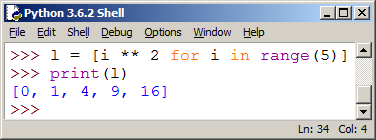 Python 3.6.2 Shell
File Edit Shell Debug Options Window Help
>>> l = [i ** 2 for i in range(5)]
>>> print(l)
[0, 1, 4, 9, 16]
>>>
Ln: 34 Col: 4